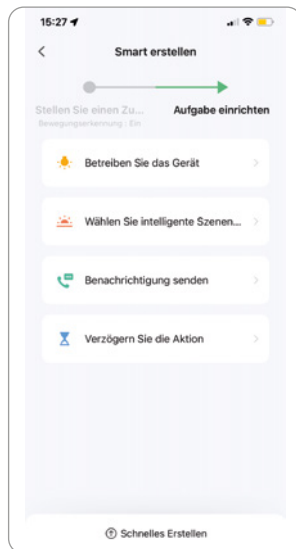 15:27
Smart erstellen
Stellen Sie einen Zu... Aufgabe einrichten
Bewegungserkennung : Ein
Betreiben Sie das Gerät
Wählen Sie intelligente Szenen...
Benachrichtigung senden
Verzögern Sie die Aktion
Schnelles Erstellen